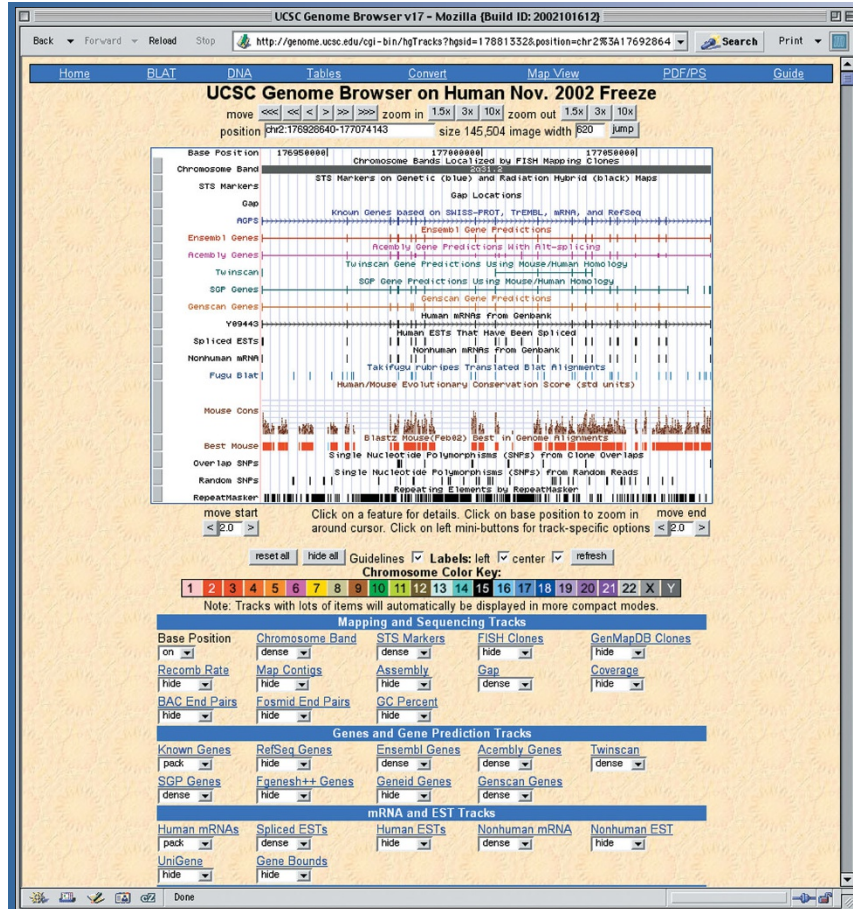 UCSC Genome Browser v17 - Mozilla {Build ID: 2002101612}
Back Forward Reload Stop http://genome.ucsc.edu/cgi-bin/hgTracks?hgsid=17881332&position=chr2%3A17692864 Search Print
Home BLAT DNA Tables Convert Map View PDF/PS Guide
UCSC Genome Browser on Human Nov. 2002 Freeze
move <<< << < > >> >>> zoom in 1.5x 3x 10x zoom out 1.5x 3x 10x
position chr2:176928640-177074143 size 145,504 image width 620 jump
Base Position 176950000| 177000000| 177050000|
Chromosome Bands Localized by FISH Mapping Clones
Chromosome Band 2q31.2
STS Markers on Genetic (blue) and Radiation Hybrid (black) Maps
STS Markers
Gap Locations
Gap
Known Genes based on SWISS-PROT, TrEMBL, mRNA, and RefSeq
AGPS
Ensembl Gene Predictions
Ensembl Genes
Acembly Gene Predictions With Alt-splicing
Acembly Genes
Twinscan Gene Predictions Using Mouse/Human Homology
Twinscan
SGP Gene Predictions Using Mouse/Human Homology
SGP Genes
Genscan Gene Predictions
Genscan Genes
Human mRNAs from Genbank
Y09443
Human ESTs That Have Been Spliced
Spliced ESTs
Nonhuman mRNAs from Genbank
Nonhuman mRNA
Takifugu rubripes Translated Blat Alignments
Fugu Blat
Human/Mouse Evolutionary Conservation Score (std units)
Mouse Cons
Blastz Mouse(Feb02) Best in Genome Alignments
Best Mouse
Single Nucleotide Polymorphisms (SNPs) from Clone Overlaps
Overlap SNPs
Single Nucleotide Polymorphisms (SNPs) from Random Reads
Random SNPs
Repeating Elements by RepeatMasker
RepeatMasker
move start Click on a feature for details. Click on base position to zoom in move end
< 2.0 > around cursor. Click on left mini-buttons for track-specific options < 2.0 >
reset all hide all Guidelines Labels: left center refresh
Chromosome Color Key:
1 2 3 4 5 6 7 8 9 10 11 12 13 14 15 16 17 18 19 20 21 22 X Y
Note: Tracks with lots of items will automatically be displayed in more compact modes.
Mapping and Sequencing Tracks
Base Position Chromosome Band STS Markers FISH Clones GenMapDB Clones
on dense dense hide hide
Recomb Rate Map Contigs Assembly Gap Coverage
hide hide hide dense hide
BAC End Pairs Fosmid End Pairs GC Percent
hide hide hide
Genes and Gene Prediction Tracks
Known Genes RefSeq Genes Ensembl Genes Acembly Genes Twinscan
pack hide dense dense dense
SGP Genes Fgenesh++ Genes Geneid Genes Genscan Genes
dense hide hide dense
mRNA and EST Tracks
Human mRNAs Spliced ESTs Human ESTs Nonhuman mRNA Nonhuman EST
pack dense hide dense hide
UniGene Gene Bounds
hide hide
Done